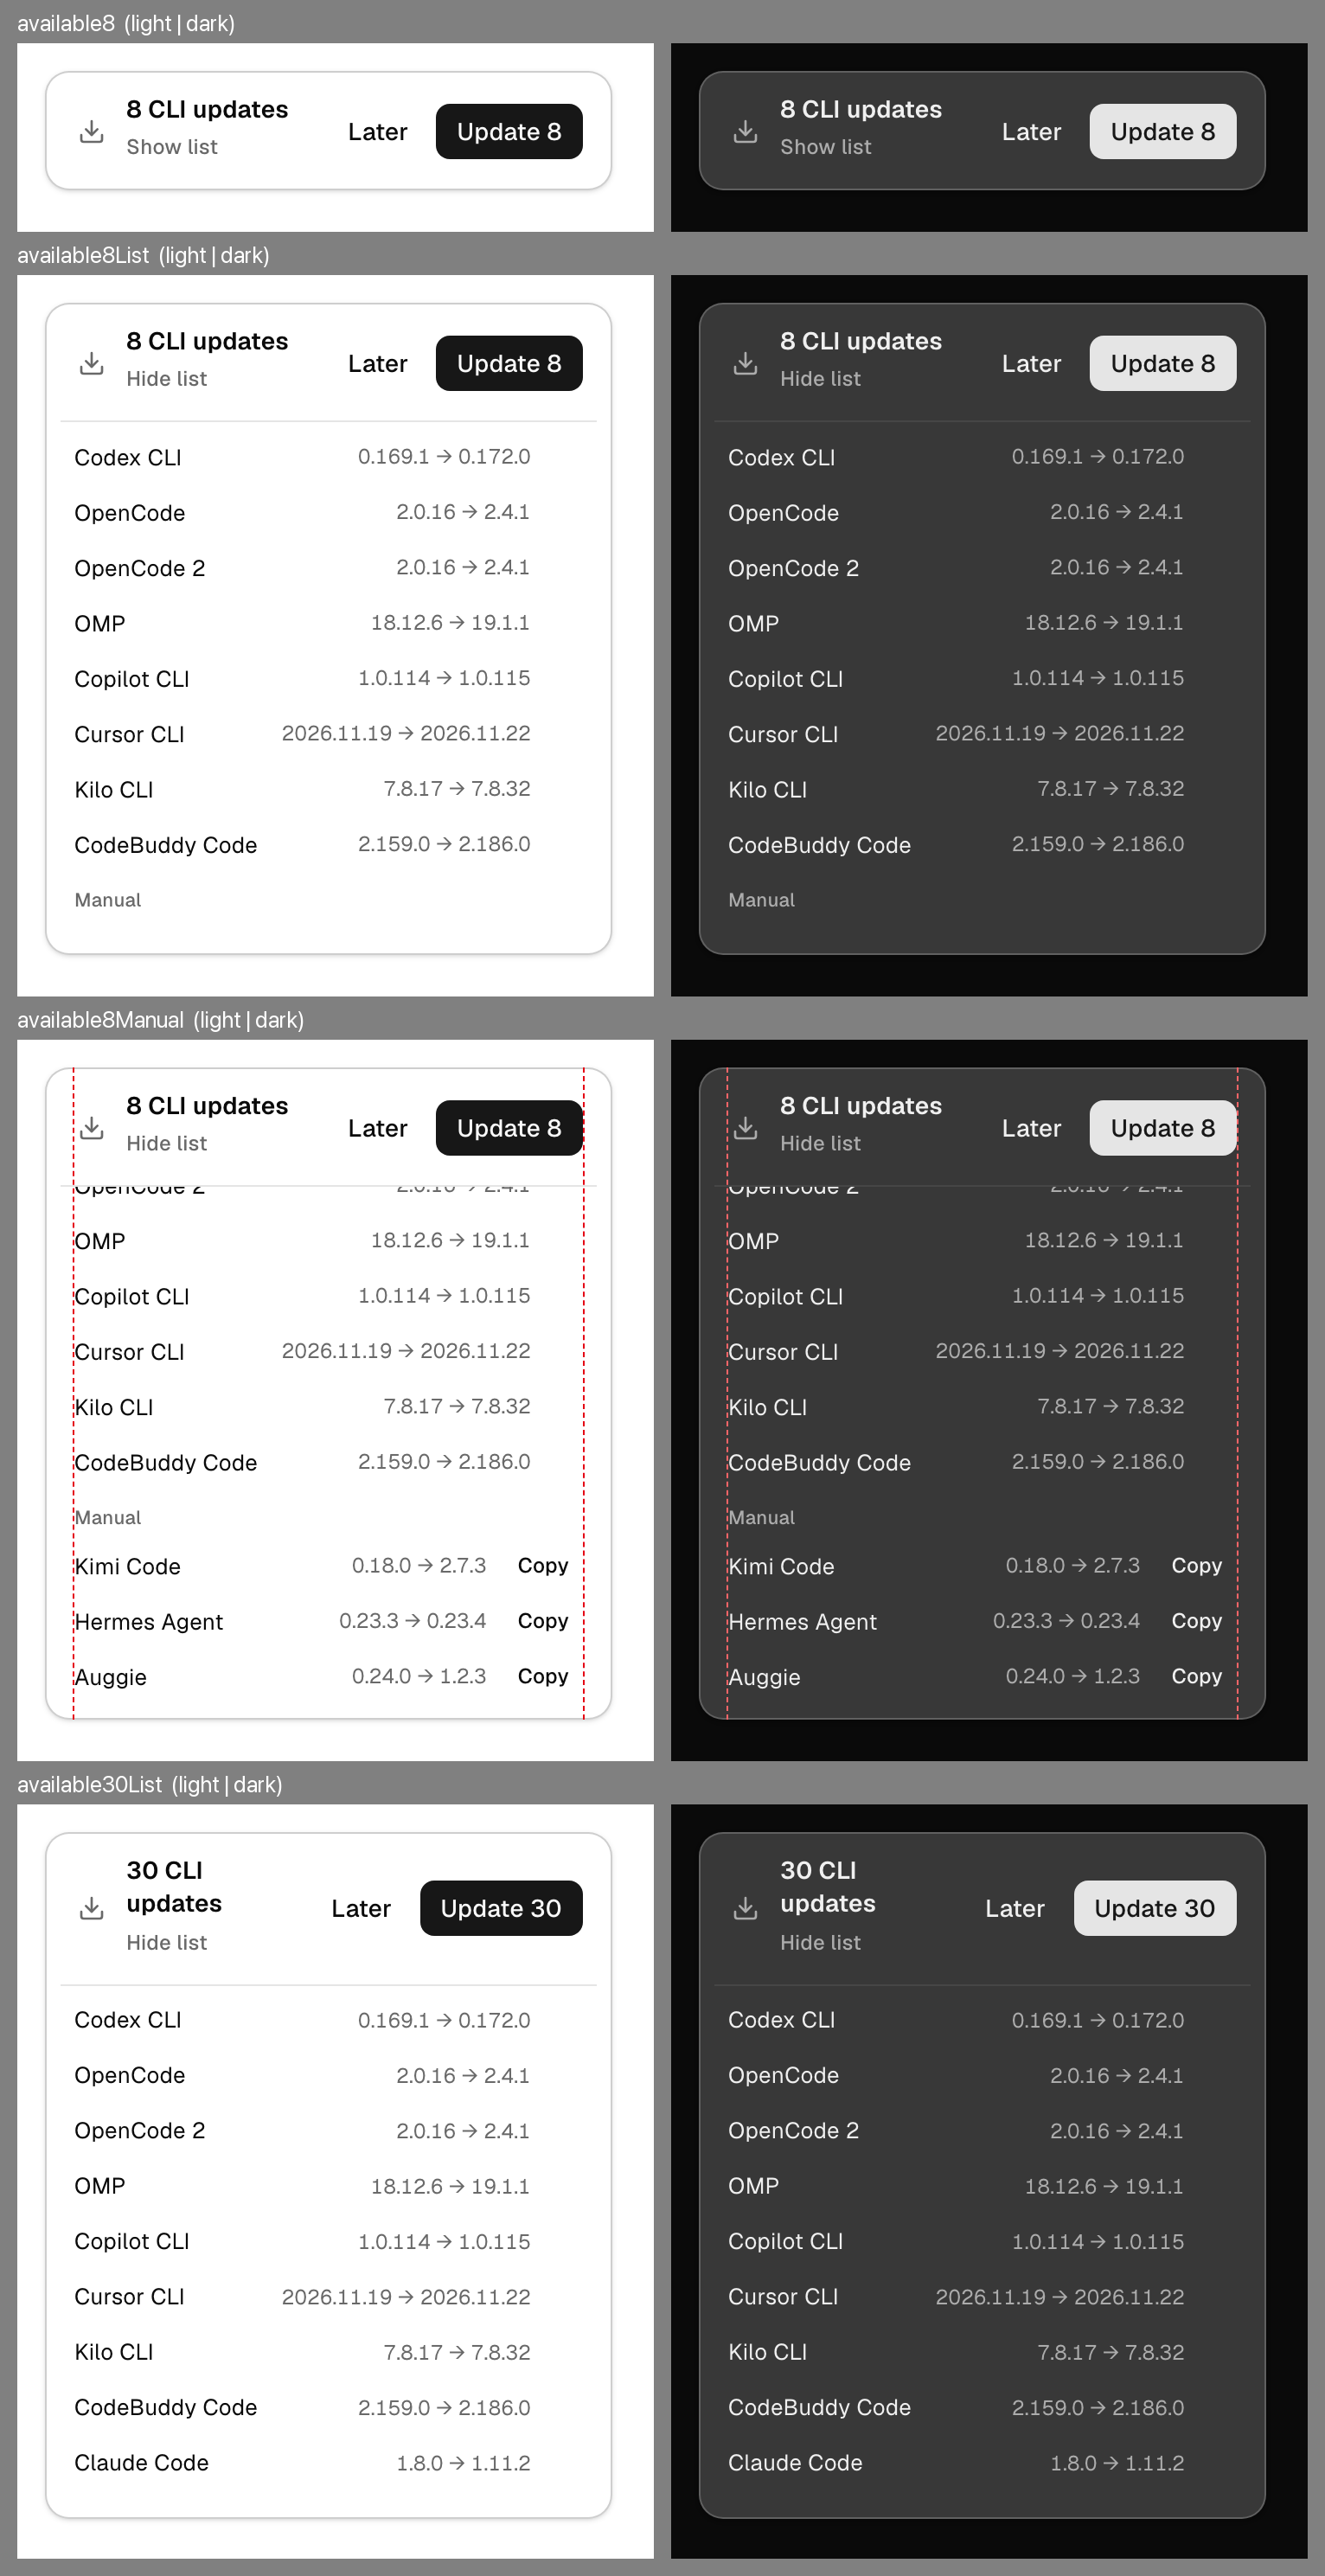 available8 (light | dark)
8 CLI updates
Show list
Later
Update 8
8 CLI updates
Show list
Later
Update 8
available8List (light | dark)
8 CLI updates
Hide list
Later
Update 8
Codex CLI 0.169.1 → 0.172.0
OpenCode 2.0.16 → 2.4.1
OpenCode 2 2.0.16 → 2.4.1
OMP 18.12.6 → 19.1.1
Copilot CLI 1.0.114 → 1.0.115
Cursor CLI 2026.11.19 → 2026.11.22
Kilo CLI 7.8.17 → 7.8.32
CodeBuddy Code 2.159.0 → 2.186.0
Manual
8 CLI updates
Hide list
Later
Update 8
Codex CLI 0.169.1 → 0.172.0
OpenCode 2.0.16 → 2.4.1
OpenCode 2 2.0.16 → 2.4.1
OMP 18.12.6 → 19.1.1
Copilot CLI 1.0.114 → 1.0.115
Cursor CLI 2026.11.19 → 2026.11.22
Kilo CLI 7.8.17 → 7.8.32
CodeBuddy Code 2.159.0 → 2.186.0
Manual
available8Manual (light | dark)
8 CLI updates
Hide list
Later
Update 8
OpenCode 2 2.0.16 → 2.4.1
OMP 18.12.6 → 19.1.1
Copilot CLI 1.0.114 → 1.0.115
Cursor CLI 2026.11.19 → 2026.11.22
Kilo CLI 7.8.17 → 7.8.32
CodeBuddy Code 2.159.0 → 2.186.0
Manual
Kimi Code 0.18.0 → 2.7.3 Copy
Hermes Agent 0.23.3 → 0.23.4 Copy
Auggie 0.24.0 → 1.2.3 Copy
8 CLI updates
Hide list
Later
Update 8
OpenCode 2 2.0.16 → 2.4.1
OMP 18.12.6 → 19.1.1
Copilot CLI 1.0.114 → 1.0.115
Cursor CLI 2026.11.19 → 2026.11.22
Kilo CLI 7.8.17 → 7.8.32
CodeBuddy Code 2.159.0 → 2.186.0
Manual
Kimi Code 0.18.0 → 2.7.3 Copy
Hermes Agent 0.23.3 → 0.23.4 Copy
Auggie 0.24.0 → 1.2.3 Copy
available30List (light | dark)
30 CLI
updates
Hide list
Later
Update 30
Codex CLI 0.169.1 → 0.172.0
OpenCode 2.0.16 → 2.4.1
OpenCode 2 2.0.16 → 2.4.1
OMP 18.12.6 → 19.1.1
Copilot CLI 1.0.114 → 1.0.115
Cursor CLI 2026.11.19 → 2026.11.22
Kilo CLI 7.8.17 → 7.8.32
CodeBuddy Code 2.159.0 → 2.186.0
Claude Code 1.8.0 → 1.11.2
30 CLI
updates
Hide list
Later
Update 30
Codex CLI 0.169.1 → 0.172.0
OpenCode 2.0.16 → 2.4.1
OpenCode 2 2.0.16 → 2.4.1
OMP 18.12.6 → 19.1.1
Copilot CLI 1.0.114 → 1.0.115
Cursor CLI 2026.11.19 → 2026.11.22
Kilo CLI 7.8.17 → 7.8.32
CodeBuddy Code 2.159.0 → 2.186.0
Claude Code 1.8.0 → 1.11.2